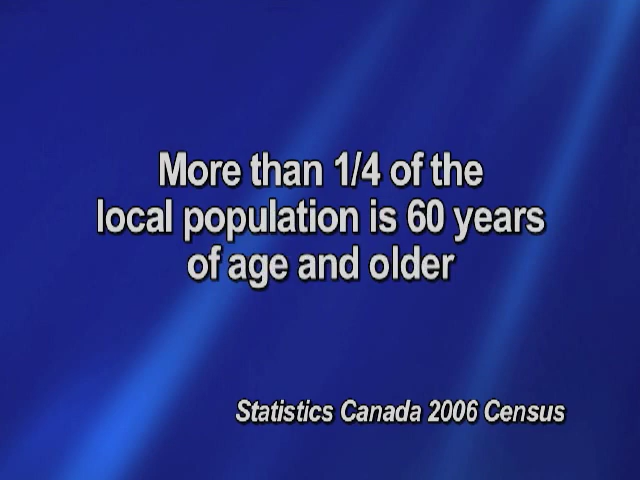 More than 1/4 of the
local population is 60 years
of age and older
Statistics Canada 2006 Census